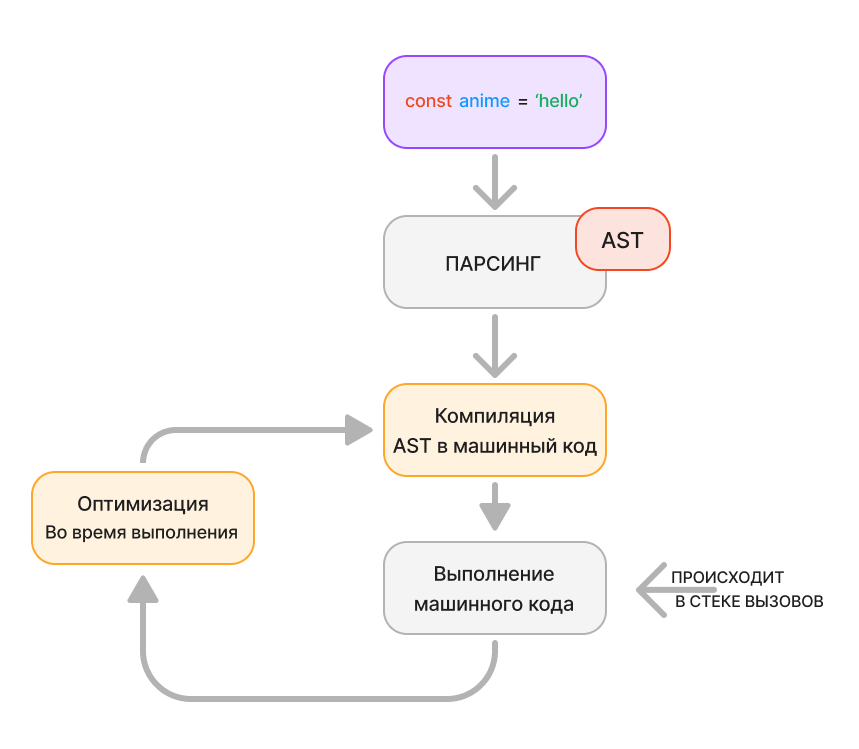 const anime = ‘hello’
AST
ПАРСИНГ
Компиляция
AST в машинный код
Оптимизация
Во время выполнения
Выполнение
машинного кода
ПРОИСХОДИТ
В СТЕКЕ ВЫЗОВОВ